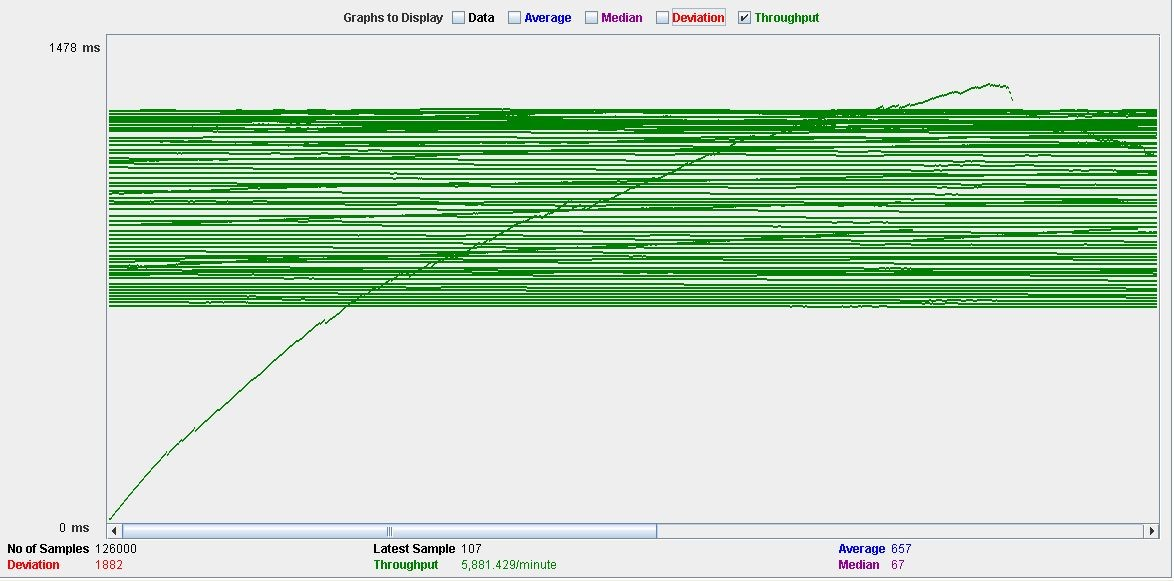 Graphs to Display Data Average Median Deviation Throughput
1478 ms
0 ms
No of Samples 126000 Latest Sample 107 Average 657
Deviation 1882 Throughput 5,881.429/minute Median 67